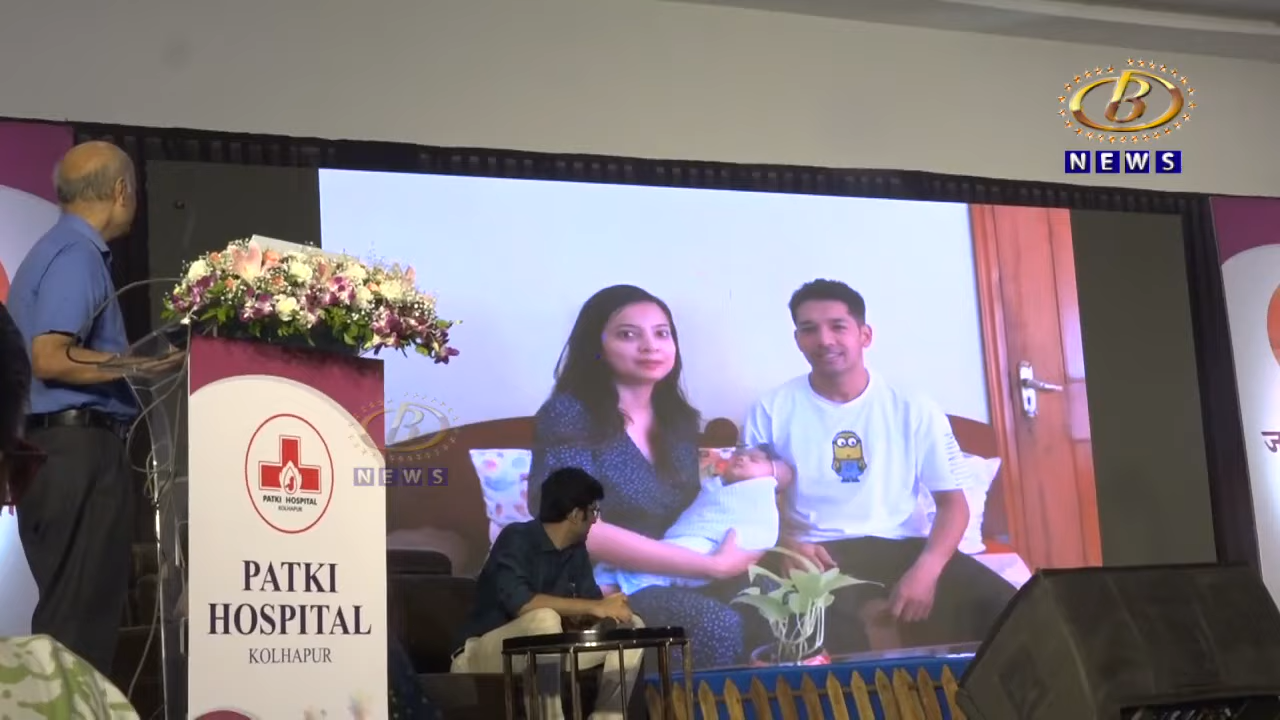 B
NEWS
B
NEWS
PATKI HOSPITAL
KOLHAPUR
PATKI
HOSPITAL
KOLHAPUR